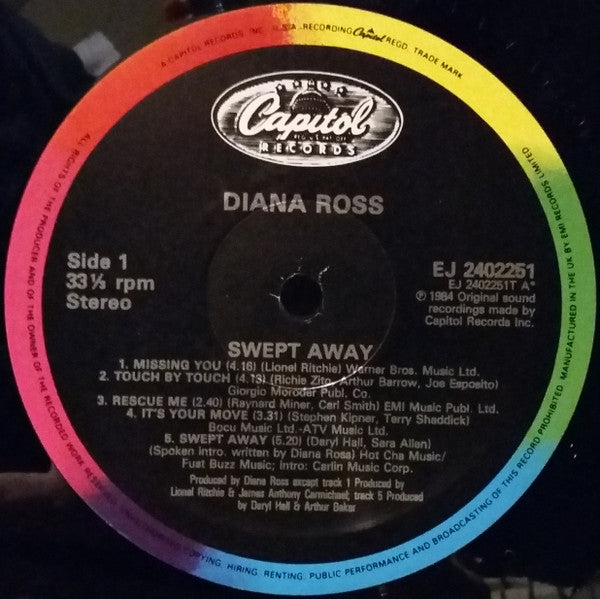 A CAPITOL RECORDS, INC. U.S.A. RECORDING Capitol REGD. TRADE MARK
Capitol
RECORDS
DIANA ROSS
Side 1
33⅓ rpm
Stereo
EJ 2402251
EJ 2402251T A*
℗ 1984 Original sound
recordings made by
Capitol Records Inc.
SWEPT AWAY
1. MISSING YOU (4.16) (Lionel Ritchie) Warner Bros. Music Ltd.
2. TOUCH BY TOUCH (4.13) (Richie Zito, Arthur Barrow, Joe Esposito)
Giorgio Moroder Publ. Co.
3. RESCUE ME (2.40) (Raynard Miner, Carl Smith) EMI Music Publ. Ltd.
4. IT'S YOUR MOVE (3.31) (Stephen Kipner, Terry Shaddick)
Bocu Music Ltd.-ATV Music Ltd.
5. SWEPT AWAY (5.20) (Daryl Hall, Sara Allan)
(Spoken Intro. written by Diana Ross) Hot Cha Music/
Fust Buzz Music; Intro: Carlin Music Corp.
Produced by Diana Ross except track 1 Produced by
Lionel Ritchie & James Anthony Carmichael; track 5 Produced
by Daryl Hall & Arthur Baker
ALL RIGHTS OF THE PRODUCER AND OF THE OWNER OF THE RECORDED WORK RESERVED. COPYING, HIRING, RENTING, PUBLIC PERFORMANCE AND BROADCASTING OF THIS RECORD PROHIBITED. MANUFACTURED IN THE UK BY EMI RECORDS LIMITED